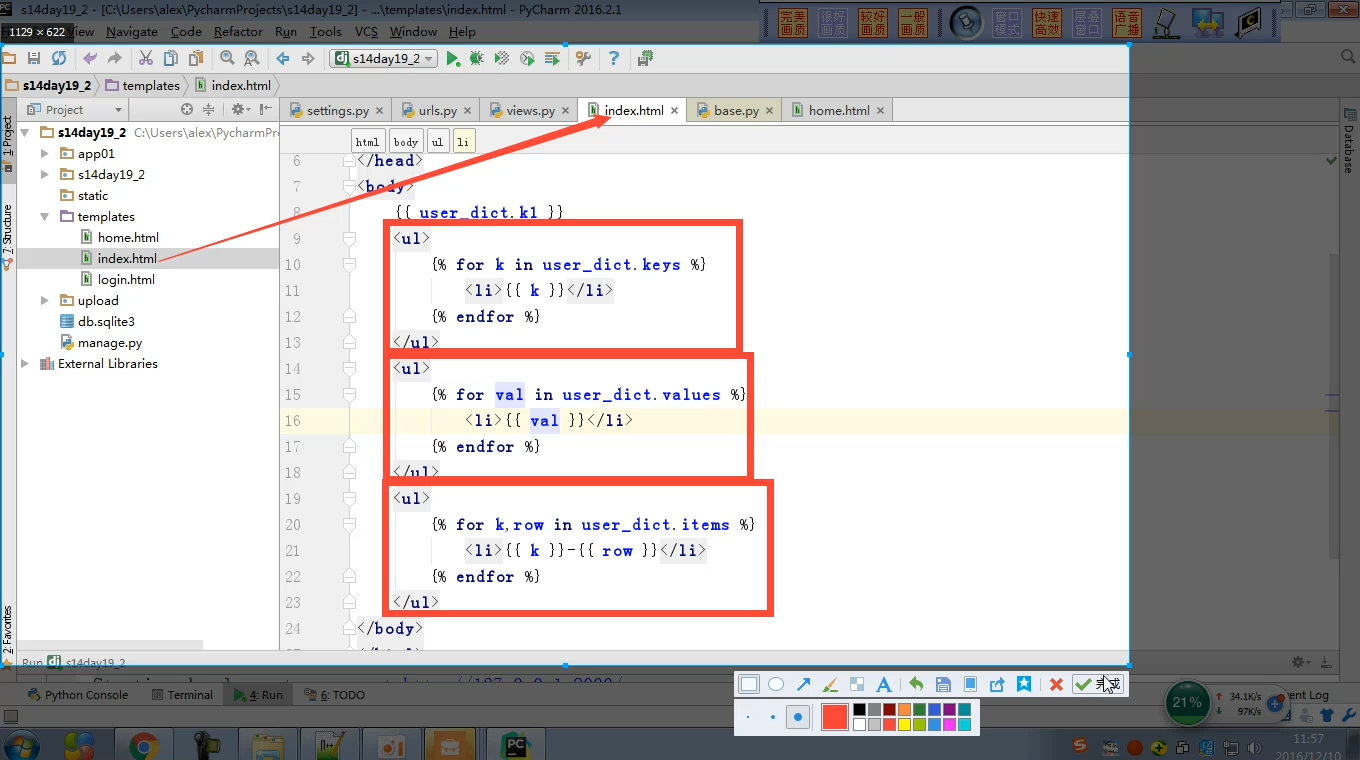 s14day19_2 - [C:\Users\alex\PycharmProjects\s14day19_2] - ...\templates\index.html - PyCharm 2016.2.1
1129 × 622
View Navigate Code Refactor Run Tools VCS Window Help
完美画质 很好画质 较好画质 一般画质 窗口模式 快速高效 层叠窗口 语音广播
s14day19_2
s14day19_2 templates index.html
Project
settings.py urls.py views.py index.html base.py home.html
1: Project
7: Structure
2: Favorites
Database
s14day19_2 C:\Users\alex\PycharmPr
app01
s14day19_2
static
templates
home.html
index.html
login.html
upload
db.sqlite3
manage.py
External Libraries
html body ul li
6 </head>
7 <body>
8 {{ user_dict.k1 }}
9 <ul>
10 {% for k in user_dict.keys %}
11 <li>{{ k }}</li>
12 {% endfor %}
13 </ul>
14 <ul>
15 {% for val in user_dict.values %}
16 <li>{{ val }}</li>
17 {% endfor %}
18 </ul>
19 <ul>
20 {% for k,row in user_dict.items %}
21 <li>{{ k }}-{{ row }}</li>
22 {% endfor %}
23 </ul>
24 </body>
Run s14day19_2
Python Console Terminal 4: Run 6: TODO
完成
21%
34.1K/s
97K/s
ent Log
11:57
2016/12/10